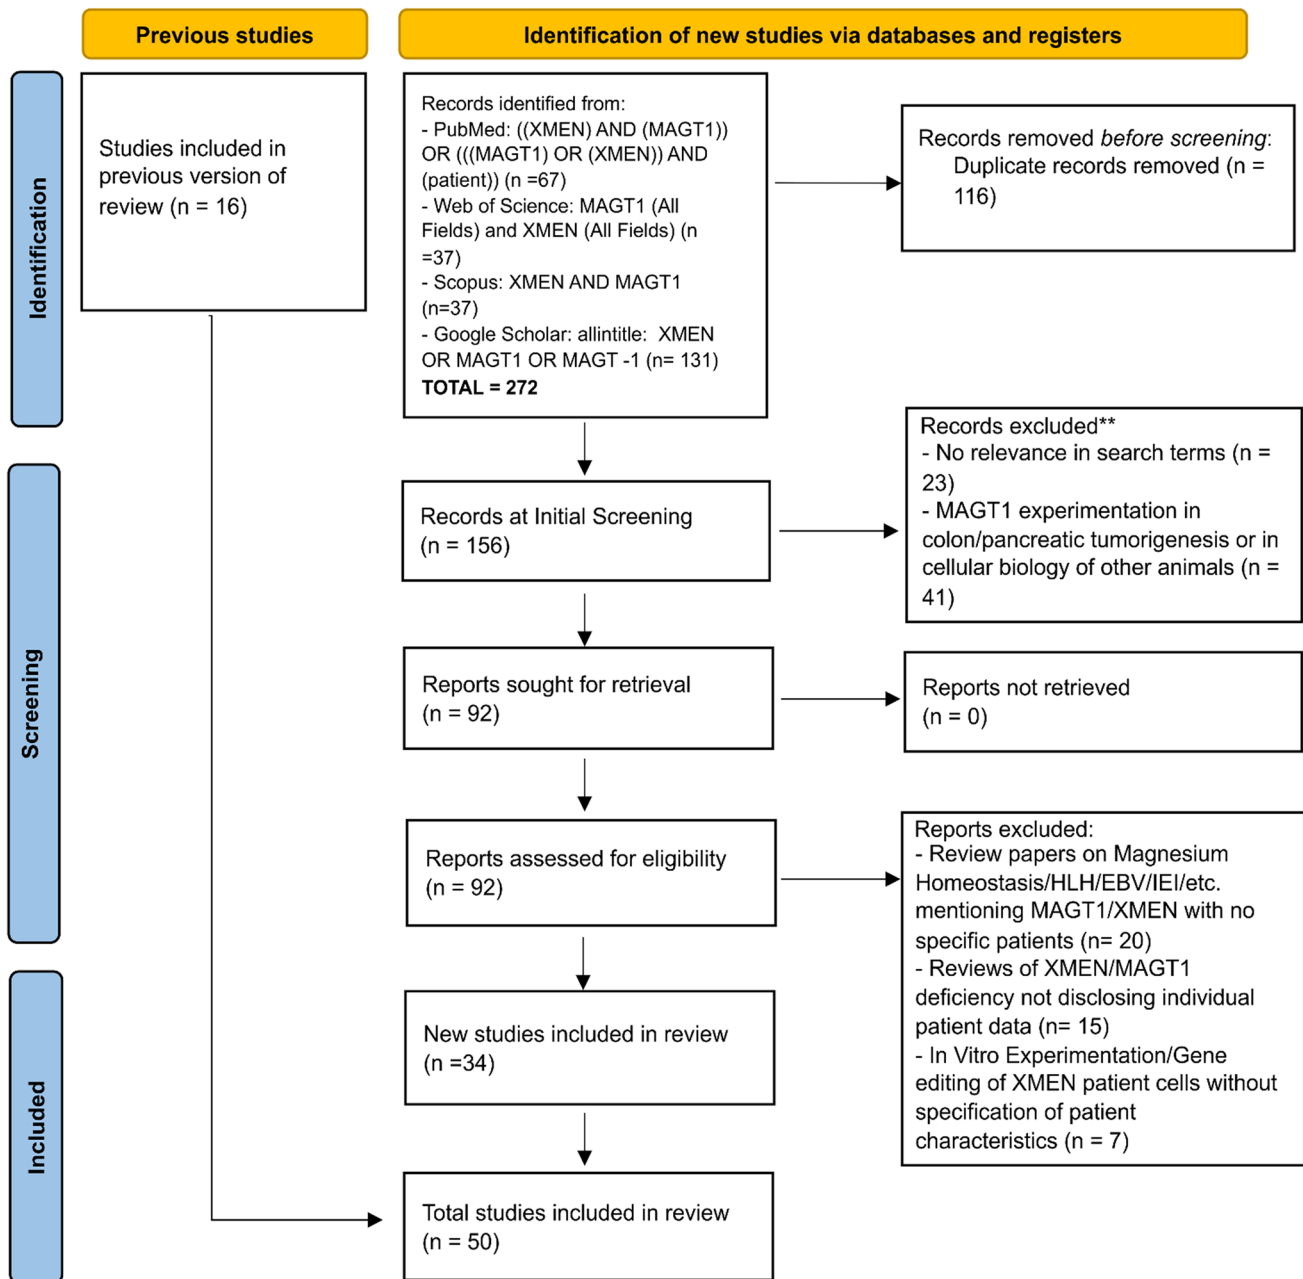 Previous studies
Identification of new studies via databases and registers
Identification
Studies included in
previous version of
review (n = 16)
Records identified from:
- PubMed: ((XMEN) AND (MAGT1))
OR (((MAGT1) OR (XMEN)) AND
(patient)) (n =67)
- Web of Science: MAGT1 (All
Fields) and XMEN (All Fields) (n
=37)
- Scopus: XMEN AND MAGT1
(n=37)
- Google Scholar: allintitle: XMEN
OR MAGT1 OR MAGT -1 (n= 131)
TOTAL = 272
Records removed before screening:
Duplicate records removed (n =
116)
Screening
Records at Initial Screening
(n = 156)
Records excluded**
- No relevance in search terms (n =
23)
- MAGT1 experimentation in
colon/pancreatic tumorigenesis or in
cellular biology of other animals (n =
41)
Reports sought for retrieval
(n = 92)
Reports not retrieved
(n = 0)
Reports assessed for eligibility
(n = 92)
Reports excluded:
- Review papers on Magnesium
Homeostasis/HLH/EBV/IEI/etc.
mentioning MAGT1/XMEN with no
specific patients (n= 20)
- Reviews of XMEN/MAGT1
deficiency not disclosing individual
patient data (n= 15)
- In Vitro Experimentation/Gene
editing of XMEN patient cells without
specification of patient
characteristics (n = 7)
Included
New studies included in review
(n =34)
Total studies included in review
(n = 50)